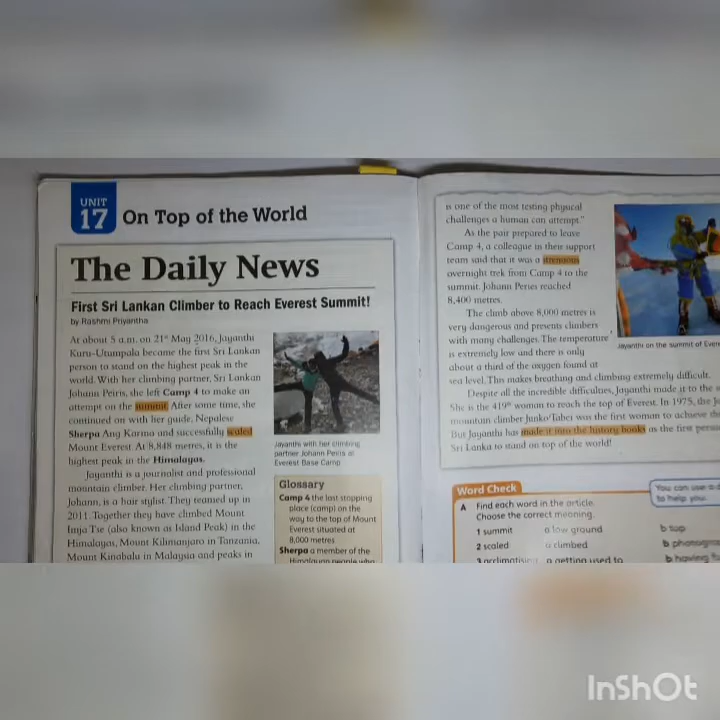 UNIT
17
On Top of the World
The Daily News
First Sri Lankan Climber to Reach Everest Summit!
by Rashmi Priyantha
At about 5 a.m. on 21st May 2016, Jayanthi
Kuru-Utumpala became the first Sri Lankan
person to stand on the highest peak in the
world. With her climbing partner, Sri Lankan
Johann Peiris, she left Camp 4 to make an
attempt on the summit. After some time, she
continued on with her guide, Nepalese
Sherpa Ang Karma and successfully scaled
Mount Everest. At 8,848 metres, it is the
highest peak in the Himalayas.
Jayanthi is a journalist and professional
mountain climber. Her climbing partner,
Johann, is a hair stylist. They teamed up in
2011. Together they have climbed Mount
Imja Tse (also known as Island Peak) in the
Himalayas, Mount Kilimanjaro in Tanzania,
Mount Kinabalu in Malaysia and peaks in
Jayanthi with her climbing
partner Johann Peiris at
Everest Base Camp
Glossary
Camp 4 the last stopping
place (camp) on the
way to the top of Mount
Everest situated at
8,000 metres
Sherpa a member of the
Himalayan people who
is one of the most testing physical
challenges a human can attempt."
As the pair prepared to leave
Camp 4, a colleague in their support
team said that it was a strenuous
overnight trek from Camp 4 to the
summit. Johann Peries reached
8,400 metres.
The climb above 8,000 metres is
very dangerous and presents climbers
with many challenges. The temperature
is extremely low and there is only
about a third of the oxygen found at
sea level. This makes breathing and climbing extremely difficult.
Despite all the incredible difficulties, Jayanthi made it to the
She is the 419th woman to reach the top of Everest. In 1975, the
mountain climber Junko Tabei was the first woman to achieve
But Jayanthi has made it into the history books as the first
Sri Lanka to stand on top of the world!
Jayanthi on the summit of
Word Check
You can use a
to help you.
A Find each word in the article.
Choose the correct meaning.
1 summit a low ground b top
2 scaled a climbed b
3 acclimatising a getting used to b having
InShOt